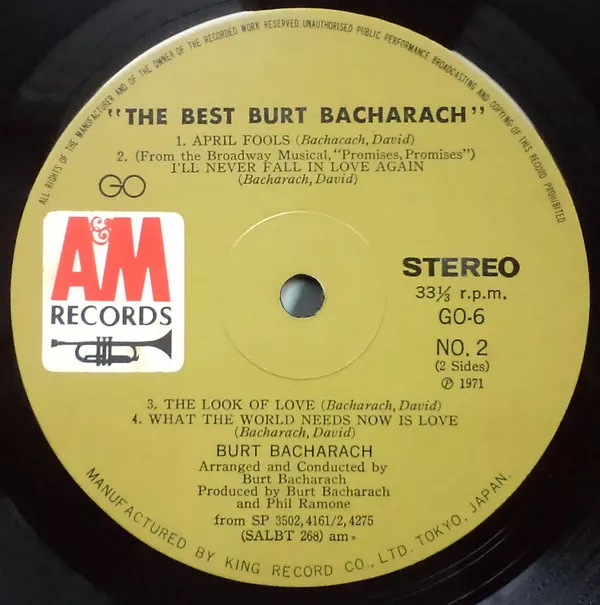 ALL RIGHTS OF THE MANUFACTURER AND OF THE OWNER OF THE RECORDED WORK RESERVED. UNAUTHORISED PUBLIC PERFORMANCE, BROADCASTING AND COPYING OF THIS RECORD PROHIBITED
"THE BEST BURT BACHARACH"
1. APRIL FOOLS (Bachacach, David)
2. (From the Broadway Musical, "Promises, Promises")
I'LL NEVER FALL IN LOVE AGAIN
(Bacharach, David)
GO
A&M
RECORDS
STEREO
33⅓ r.p.m.
GO-6
NO. 2
(2 Sides)
Ⓟ 1971
3. THE LOOK OF LOVE (Bacharach, David)
4. WHAT THE WORLD NEEDS NOW IS LOVE
(Bacharach, David)
BURT BACHARACH
Arranged and Conducted by
Burt Bacharach
Produced by Burt Bacharach
and Phil Ramone
from SP 3502, 4161/2, 4275
(SALBT 268) am»
MANUFACTURED BY KING RECORD CO., LTD. TOKYO, JAPAN.